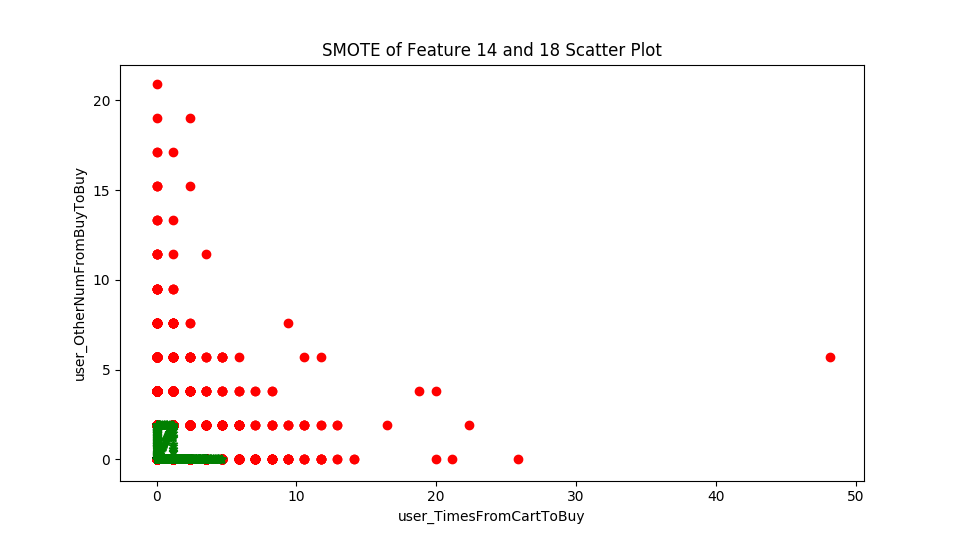 SMOTE of Feature 14 and 18 Scatter Plot
user_OtherNumFromBuyToBuy
20
15
10
5
0
0 10 20 30 40 50
user_TimesFromCartToBuy